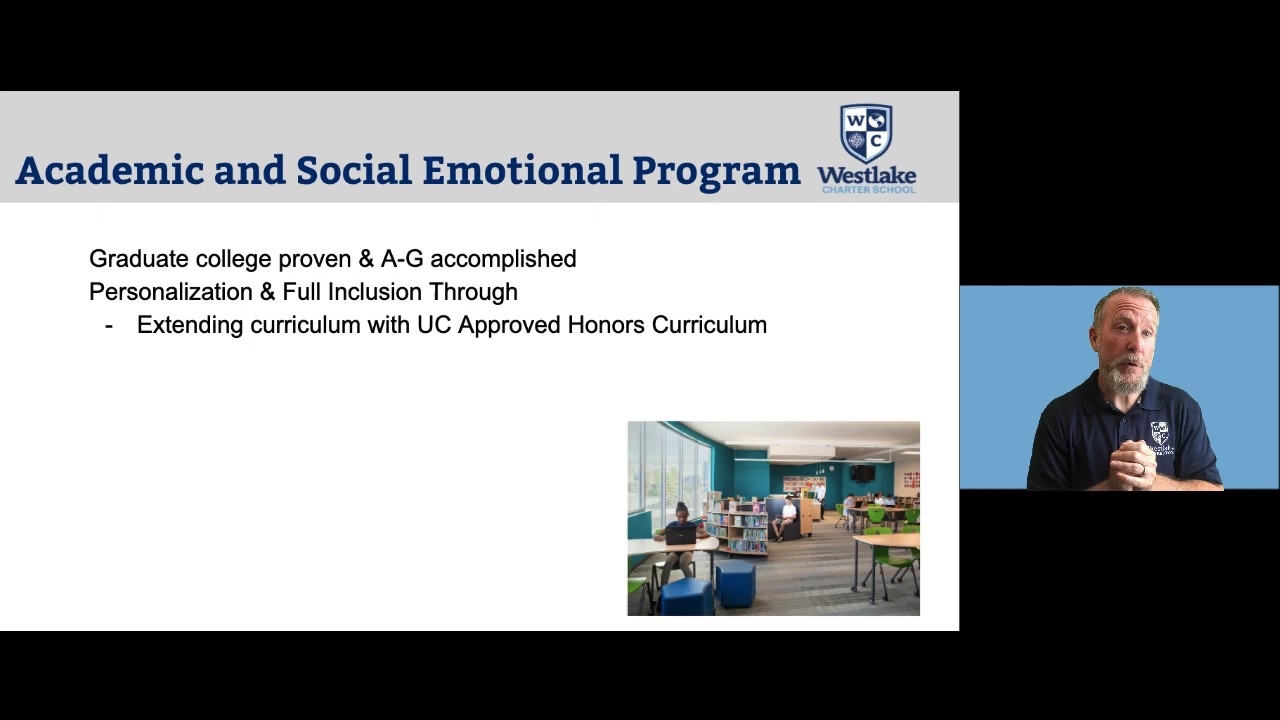 Academic and Social Emotional Program
W
C
Westlake
CHARTER SCHOOL
Graduate college proven & A-G accomplished
Personalization & Full Inclusion Through
- Extending curriculum with UC Approved Honors Curriculum
W
C